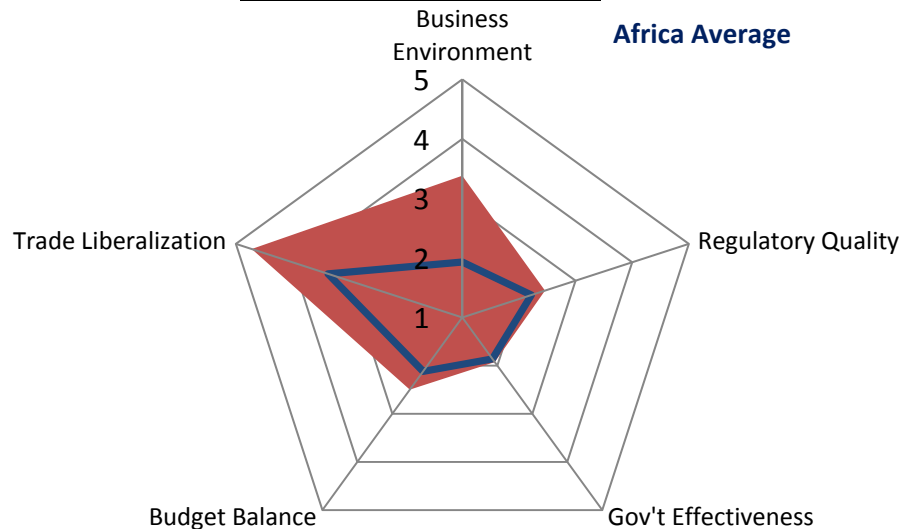 Business
Environment
Africa Average
5
4
3
2
1
Trade Liberalization
Regulatory Quality
Budget Balance
Gov't Effectiveness